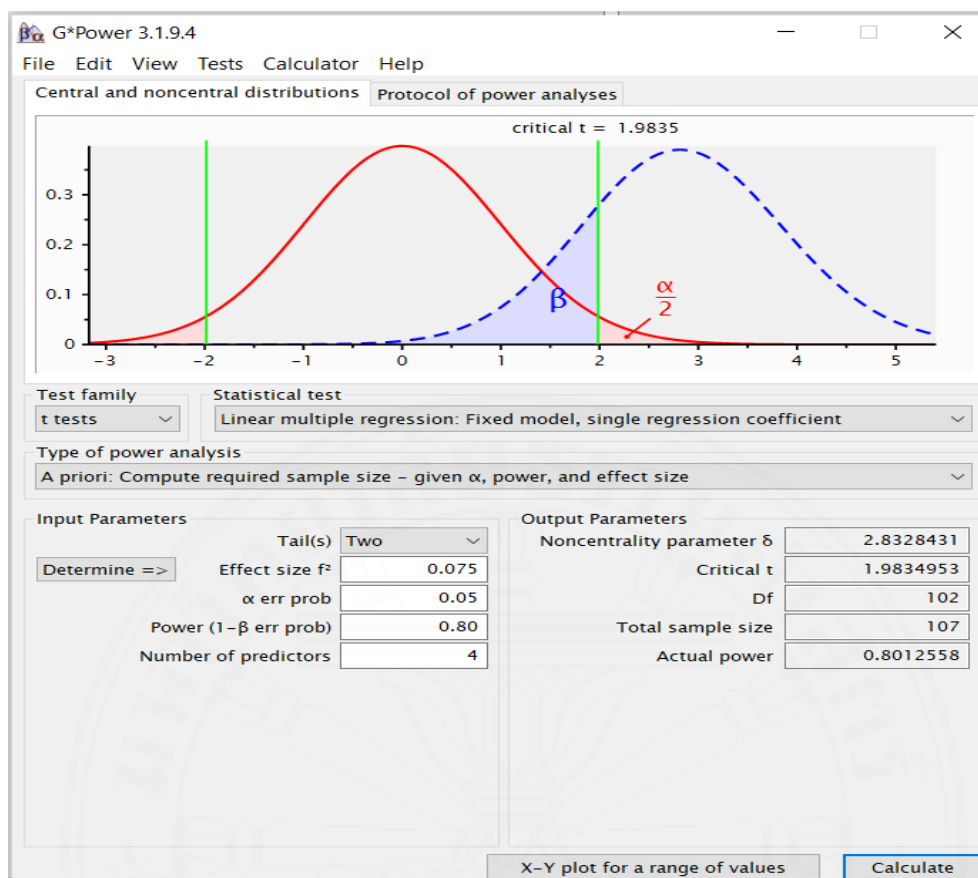 G*Power 3.1.9.4
File Edit View Tests Calculator Help
Central and noncentral distributions Protocol of power analyses
critical t = 1.9835
0.3
0.2
0.1
0
β
α
2
-3 -2 -1 0 1 2 3 4 5
Test family Statistical test
t tests Linear multiple regression: Fixed model, single regression coefficient
Type of power analysis
A priori: Compute required sample size – given α, power, and effect size
Input Parameters Output Parameters
Tail(s) Two Noncentrality parameter δ 2.8328431
Determine => Effect size f² 0.075 Critical t 1.9834953
α err prob 0.05 Df 102
Power (1-β err prob) 0.80 Total sample size 107
Number of predictors 4 Actual power 0.8012558
X-Y plot for a range of values Calculate